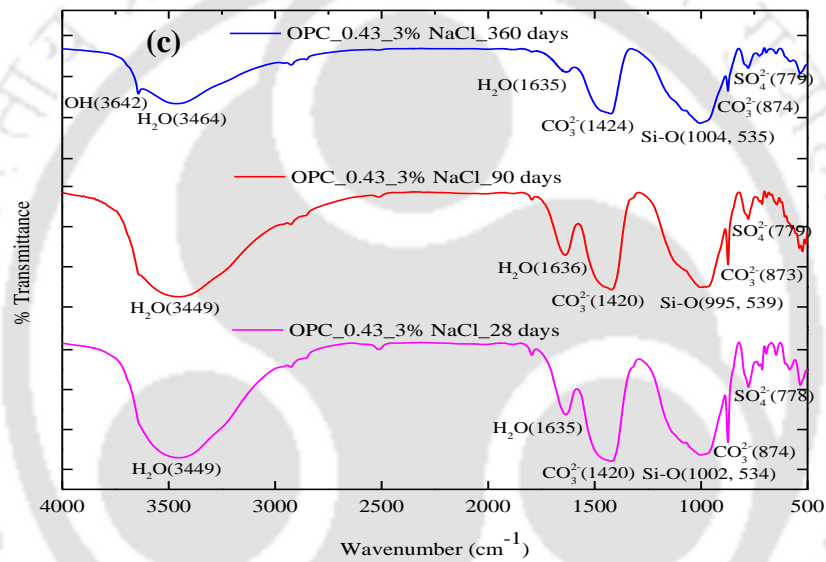 (c)
OPC_0.43_3% NaCl_360 days
OH(3642)
H₂O(3464)
H₂O(1635)
CO₃²⁻(1424)
SO₄²⁻(779)
CO₃²⁻(874)
Si-O(1004, 535)
OPC_0.43_3% NaCl_90 days
H₂O(3449)
H₂O(1636)
CO₃²⁻(1420)
SO₄²⁻(779)
CO₃²⁻(873)
Si-O(995, 539)
OPC_0.43_3% NaCl_28 days
H₂O(3449)
H₂O(1635)
CO₃²⁻(1420)
SO₄²⁻(778)
CO₃²⁻(874)
Si-O(1002, 534)
% Transmittance
4000 3500 3000 2500 2000 1500 1000 500
Wavenumber (cm⁻¹)